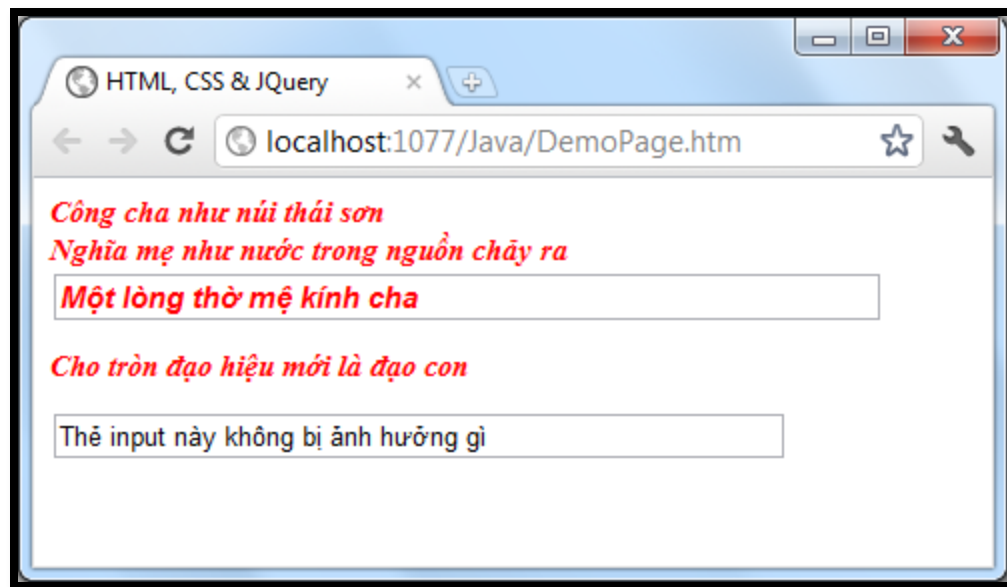 HTML, CSS & JQuery
localhost:1077/Java/DemoPage.htm
Công cha như núi thái sơn
Nghĩa mẹ như nước trong nguồn chãy ra
Một lòng thờ mệ kính cha
Cho tròn đạo hiệu mới là đạo con
Thẻ input này không bị ảnh hưởng gì